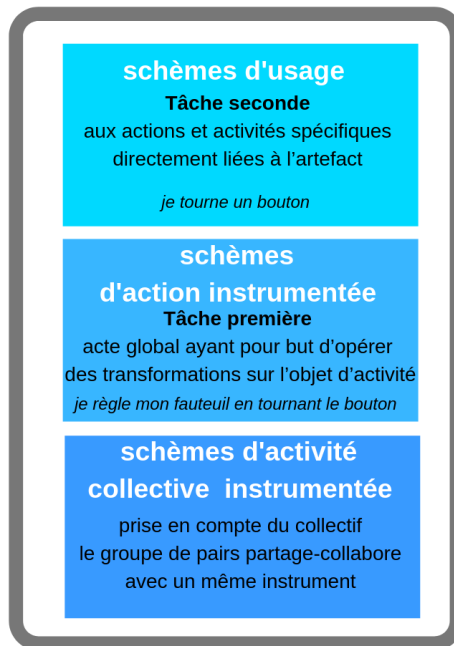 schèmes d'usage
Tâche seconde
aux actions et activités spécifiques
directement liées à l’artefact
je tourne un bouton
schèmes
d'action instrumentée
Tâche première
acte global ayant pour but d’opérer
des transformations sur l’objet d’activité
je règle mon fauteuil en tournant le bouton
schèmes d'activité
collective instrumentée
prise en compte du collectif
le groupe de pairs partage-collabore
avec un même instrument